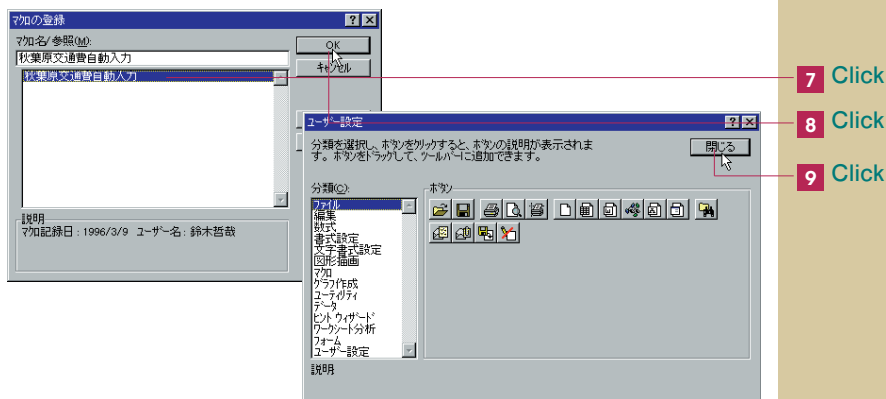 マクロの登録
マクロ名/参照(M):
秋葉原交通費自動入力
OK
キャンセル
秋葉原交通費自動入力
説明
マクロ記録日 : 1996/3/9 ユーザー名 : 鈴木哲哉
ユーザー設定
分類を選択し、ボタンをクリックすると、ボタンの説明が表示されま
す。ボタンをドラッグして、ツールバーに追加できます。
閉じる
分類(C):
ファイル
編集
数式
書式設定
文字書式設定
図形描画
マクロ
グラフ作成
ユーティリティ
データ
ヒント ウィザード
ワークシート分析
フォーム
ユーザー設定
ボタン
説明
7 Click
8 Click
9 Click